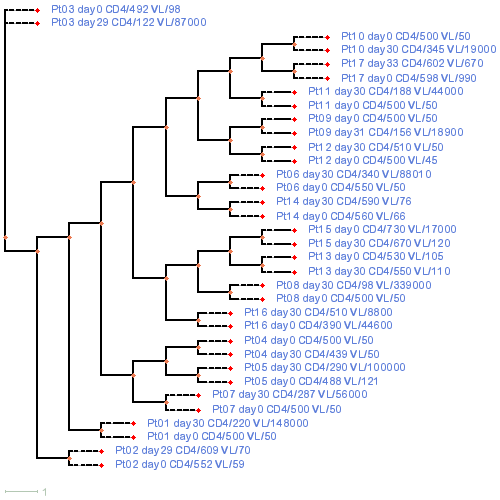 Pt03 day0 CD4/492 VL/98
Pt03 day29 CD4/122 VL/87000
Pt10 day0 CD4/500 VL/50
Pt10 day30 CD4/345 VL/19000
Pt17 day33 CD4/602 VL/670
Pt17 day0 CD4/598 VL/990
Pt11 day30 CD4/188 VL/44000
Pt11 day0 CD4/500 VL/50
Pt09 day0 CD4/500 VL/50
Pt09 day31 CD4/156 VL/18900
Pt12 day30 CD4/510 VL/50
Pt12 day0 CD4/500 VL/45
Pt06 day30 CD4/340 VL/88010
Pt06 day0 CD4/550 VL/50
Pt14 day30 CD4/590 VL/76
Pt14 day0 CD4/560 VL/66
Pt15 day0 CD4/730 VL/17000
Pt15 day30 CD4/670 VL/120
Pt13 day0 CD4/530 VL/105
Pt13 day30 CD4/550 VL/110
Pt08 day30 CD4/98 VL/339000
Pt08 day0 CD4/500 VL/50
Pt16 day30 CD4/510 VL/8800
Pt16 day0 CD4/390 VL/44600
Pt04 day0 CD4/500 VL/50
Pt04 day30 CD4/439 VL/50
Pt05 day30 CD4/290 VL/100000
Pt05 day0 CD4/488 VL/121
Pt07 day30 CD4/287 VL/56000
Pt07 day0 CD4/500 VL/50
Pt01 day30 CD4/220 VL/148000
Pt01 day0 CD4/500 VL/50
Pt02 day29 CD4/609 VL/70
Pt02 day0 CD4/552 VL/59
1